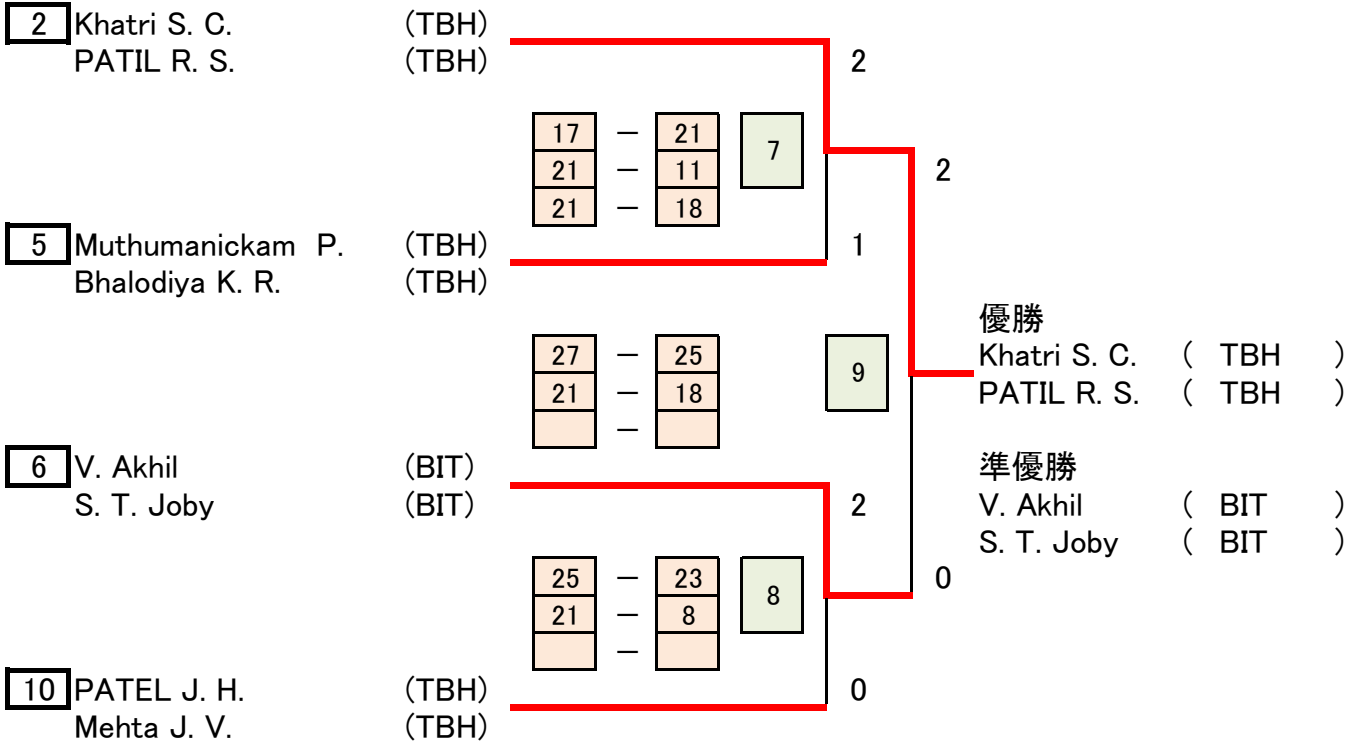 2 Khatri S. C. (TBH)
PATIL R. S. (TBH)
2
17 － 21 7
21 － 11
2
21 － 18
5 Muthumanickam P. (TBH)
1
Bhalodiya K. R. (TBH)
優勝
27 － 25 9
Khatri S. C. ( TBH )
21 － 18
PATIL R. S. ( TBH )
－
6 V. Akhil (BIT)
準優勝
S. T. Joby (BIT)
2
V. Akhil ( BIT )
S. T. Joby ( BIT )
25 － 23 8
0
21 － 8
－
10 PATEL J. H. (TBH)
0
Mehta J. V. (TBH)